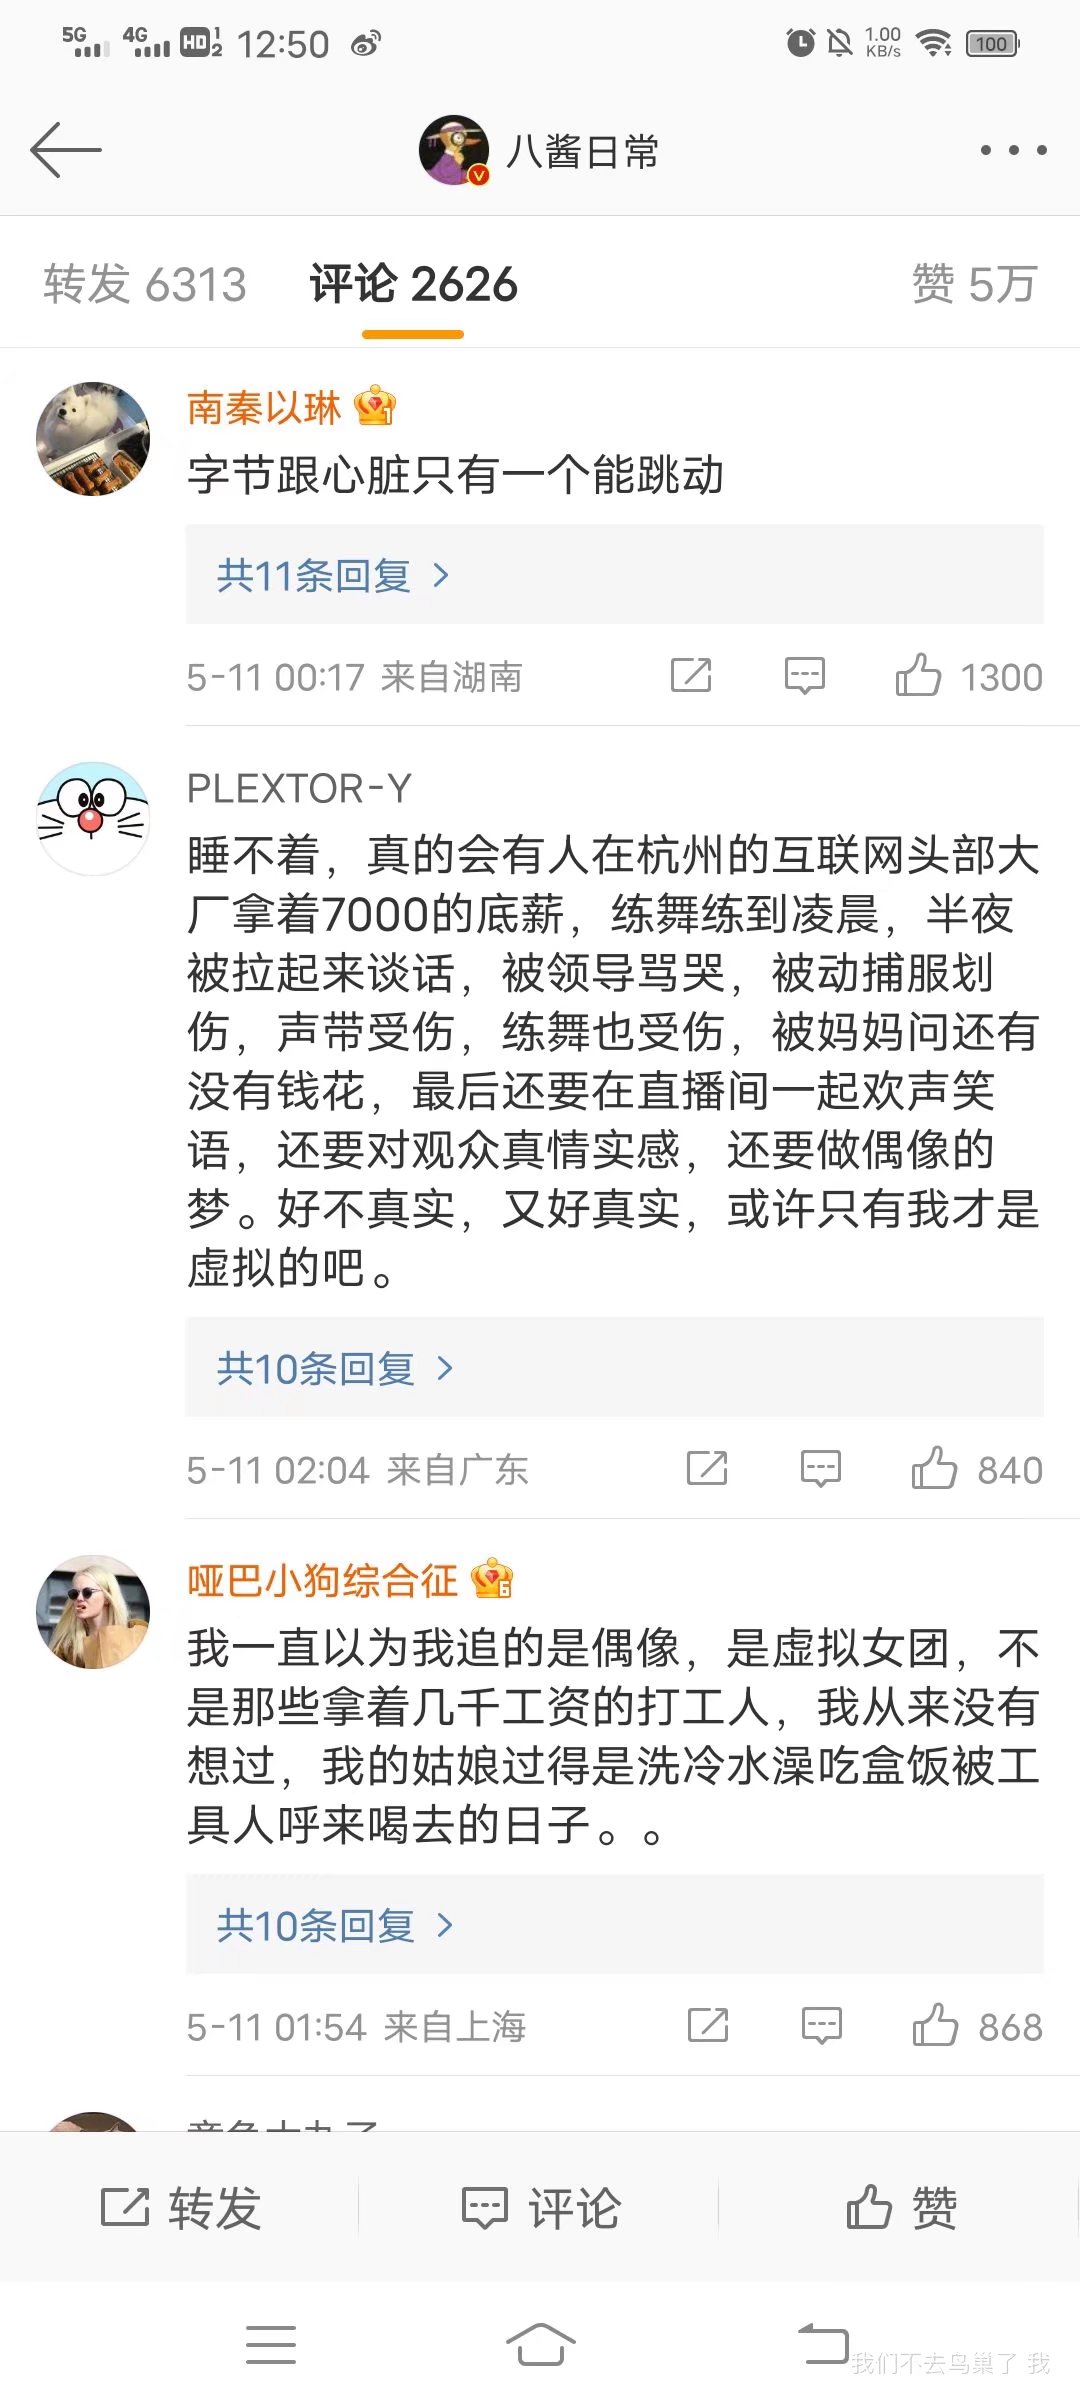 5G 4G HD 1 2 12:50 1.00 KB/s 100
八酱日常
转发 6313 评论 2626 赞 5万
南秦以琳
字节跟心脏只有一个能跳动
共11条回复 >
5-11 00:17 来自湖南 1300
PLEXTOR-Y
睡不着，真的会有人在杭州的互联网头部大
厂拿着7000的底薪，练舞练到凌晨，半夜
被拉起来谈话，被领导骂哭，被动捕服划
伤，声带受伤，练舞也受伤，被妈妈问还有
没有钱花，最后还要在直播间一起欢声笑
语，还要对观众真情实感，还要做偶像的
梦。好不真实，又好真实，或许只有我才是
虚拟的吧。
共10条回复 >
5-11 02:04 来自广东 840
哑巴小狗综合征 6
我一直以为我追的是偶像，是虚拟女团，不
是那些拿着几千工资的打工人，我从来没有
想过，我的姑娘过得是洗冷水澡吃盒饭被工
具人呼来喝去的日子。。
共10条回复 >
5-11 01:54 来自上海 868
转发 评论 赞
我们不去鸟巢了 我